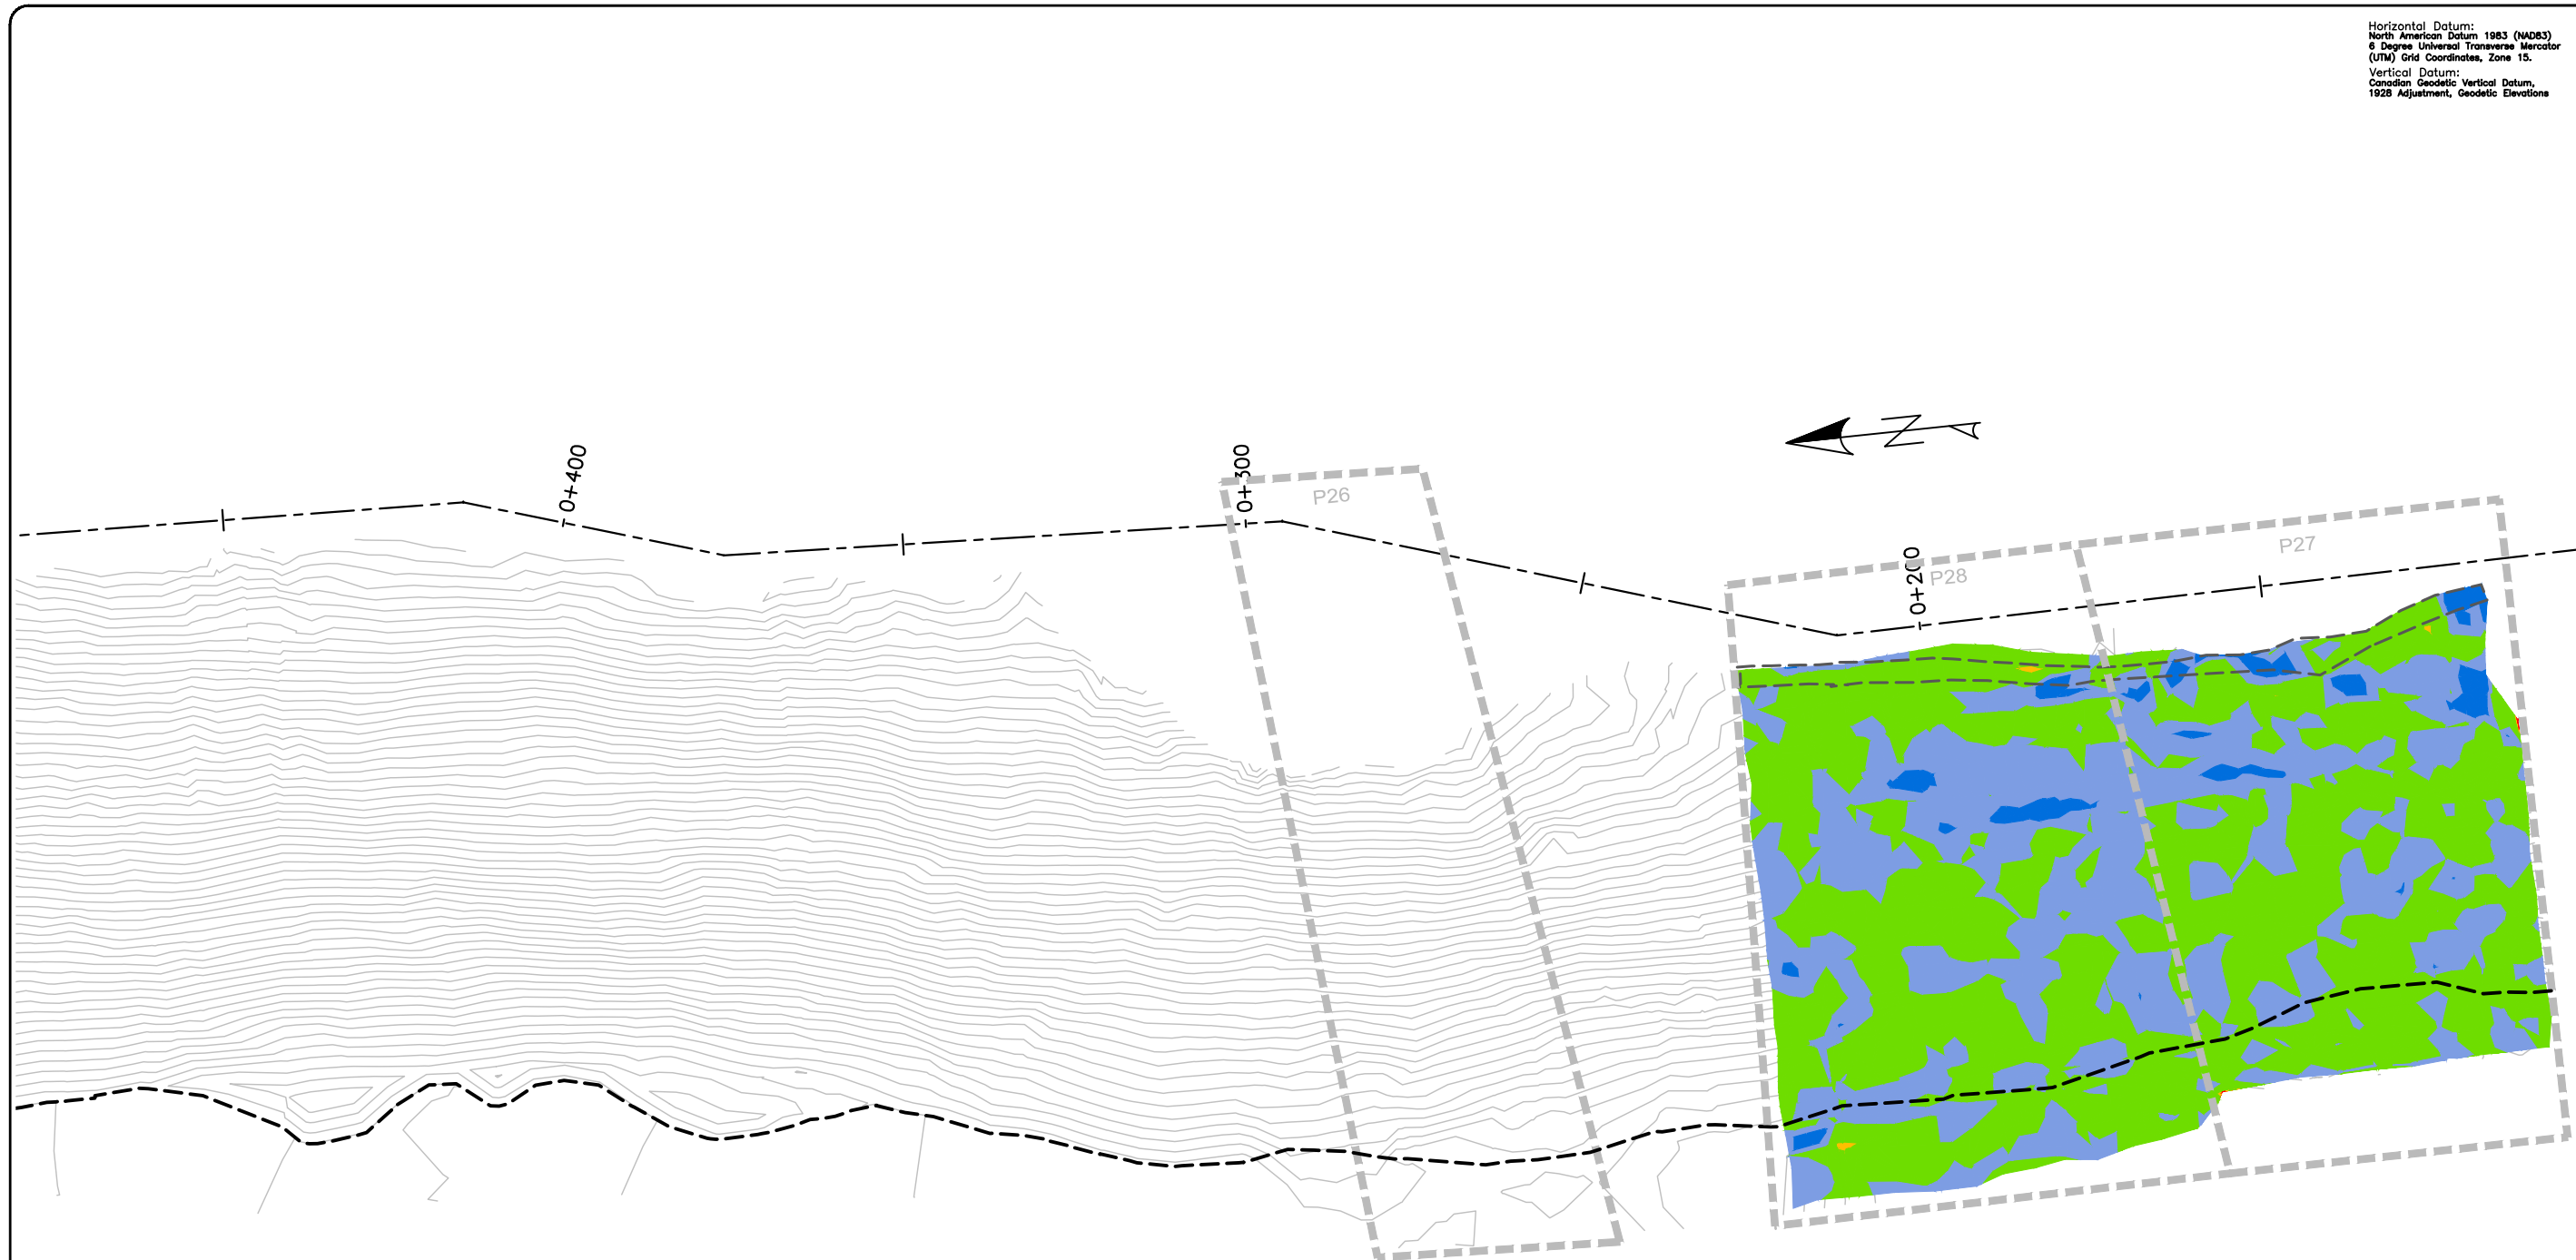 Horizontal Datum:
North American Datum 1983 (NAD83)
6 Degree Universal Transverse Mercator
(UTM) Grid Coordinates, Zone 15.
Vertical Datum:
Canadian Geodetic Vertical Datum,
1928 Adjustment, Geodetic Elevations
0+400
0+300
P26
Z
0+200
P28
P27